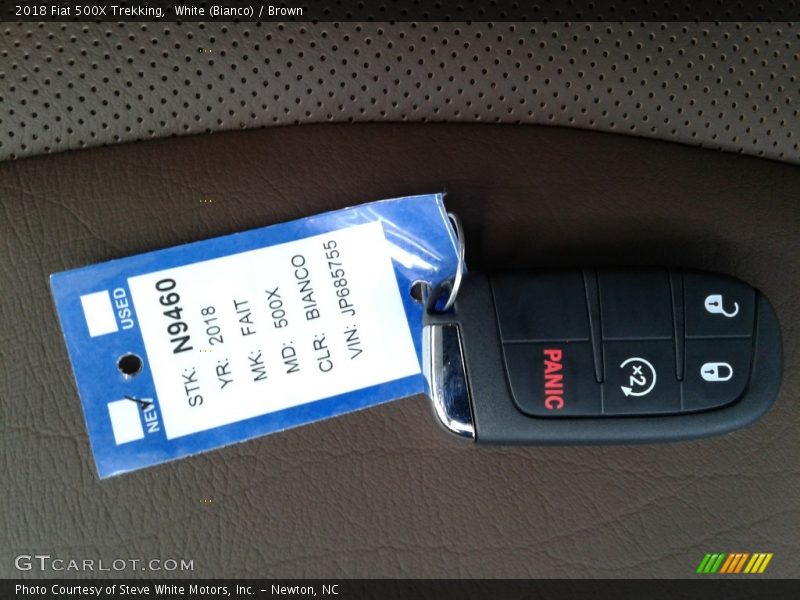 2018 Fiat 500X Trekking,  White (Bianco) / Brown
USED
NEW
STK: N9460
YR: 2018
MK: FAIT
MD: 500X
CLR: BIANCO
VIN: JP685755
PANIC
x2
GTCARLOT.COM
Photo Courtesy of Steve White Motors, Inc. – Newton, NC